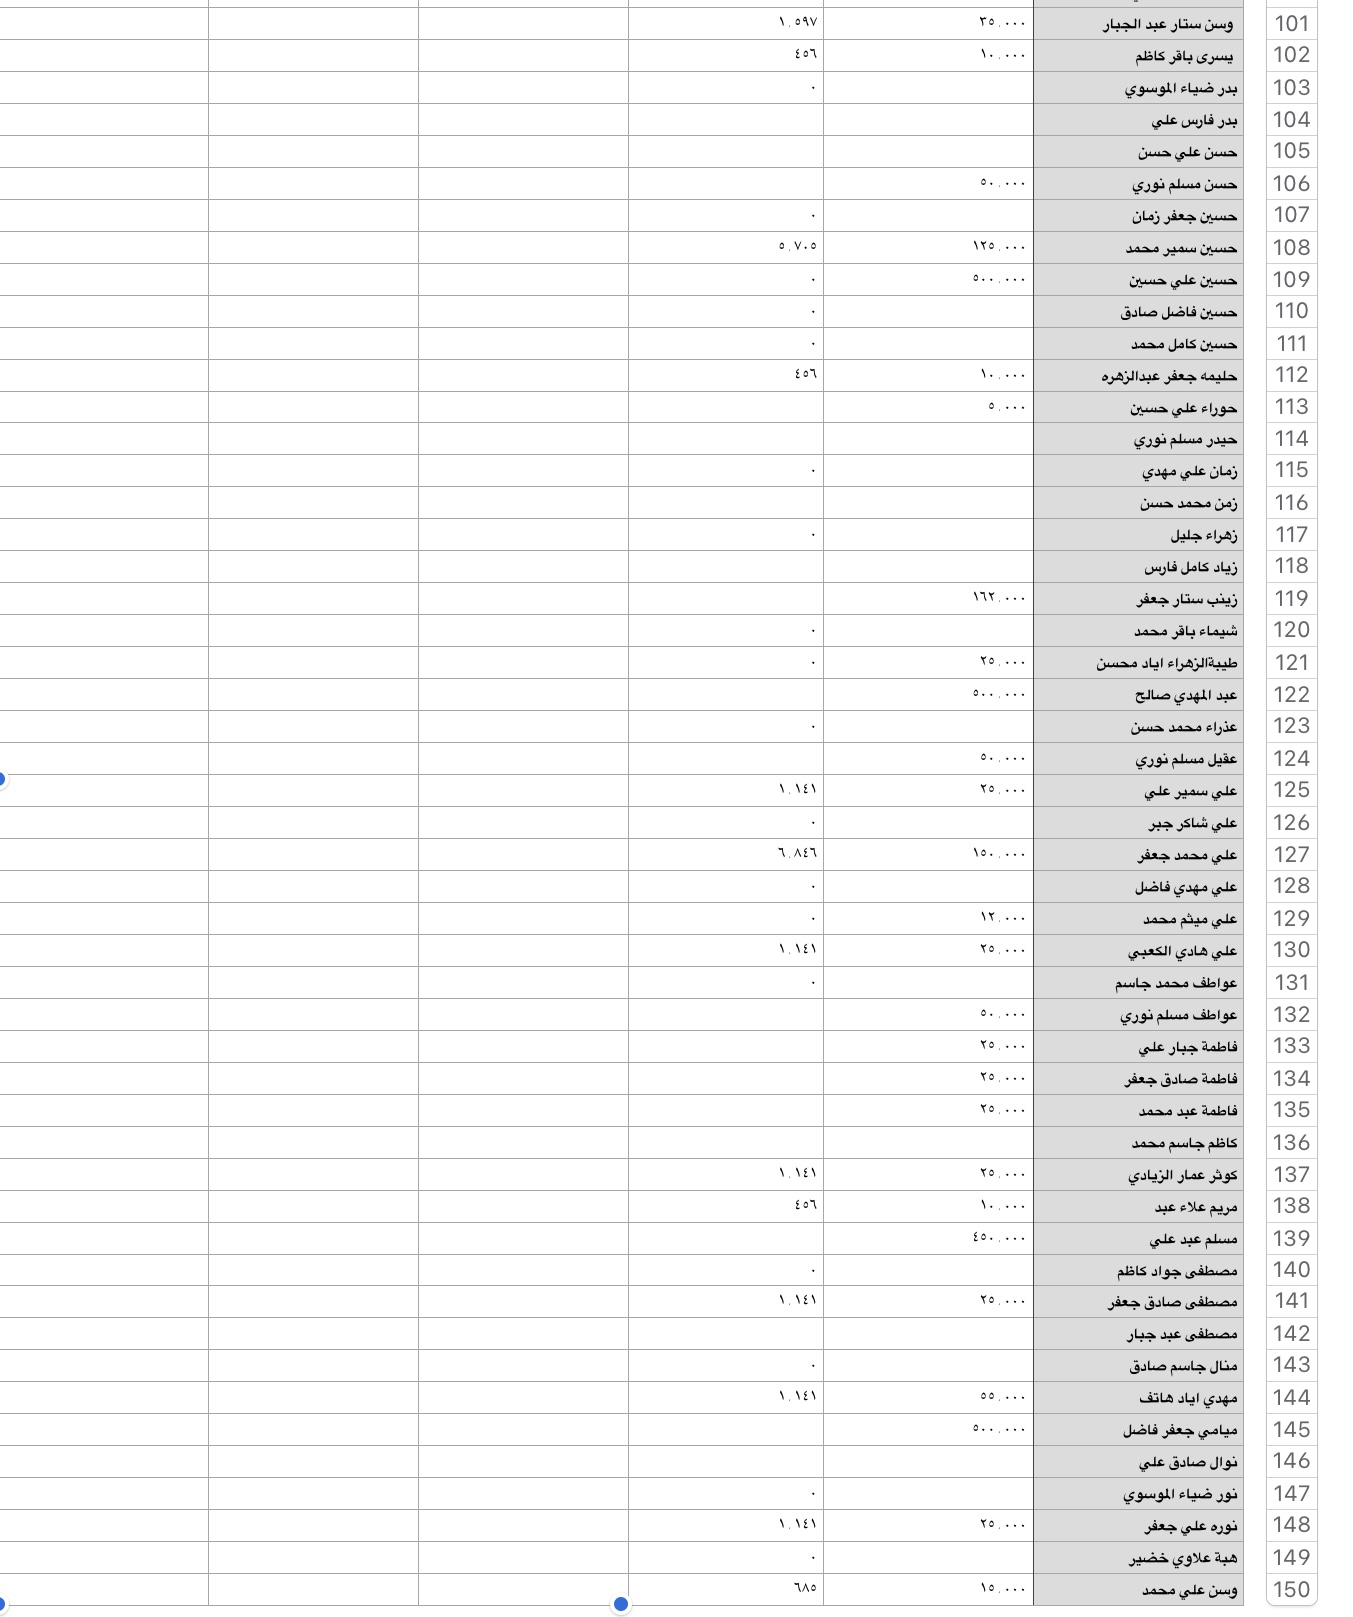 101 وسن ستار عبد الجبار ٣٥٬٠٠٠ ١٬٥٩٧
102 يسرى باقر كاظم ١٠٬٠٠٠ ٤٥٦
103 بدر ضياء الموسوي ٠
104 بدر فارس علي
105 حسن علي حسن
106 حسن مسلم نوري ٥٠٬٠٠٠
107 حسين جعفر زمان ٠
108 حسين سمير محمد ١٢٥٬٠٠٠ ٥٬٧٠٥
109 حسين علي حسين ٥٠٠٬٠٠٠ ٠
110 حسين فاضل صادق ٠
111 حسين كامل محمد ٠
112 حليمه جعفر عبدالزهره ١٠٬٠٠٠ ٤٥٦
113 حوراء علي حسين ٥٬٠٠٠
114 حيدر مسلم نوري
115 زمان علي مهدي ٠
116 زمن محمد حسن
117 زهراء جليل ٠
118 زياد كامل فارس
119 زينب ستار جعفر ١٦٢٬٠٠٠
120 شيماء باقر محمد ٠
121 طيبةالزهراء اياد محسن ٢٥٬٠٠٠ ٠
122 عبد المهدي صالح ٥٠٠٬٠٠٠
123 عذراء محمد حسن ٠
124 عقيل مسلم نوري ٥٠٬٠٠٠
125 علي سمير علي ٢٥٬٠٠٠ ١٬١٤١
126 علي شاكر جبر ٠
127 علي محمد جعفر ١٥٠٬٠٠٠ ٦٬٨٤٦
128 علي مهدي فاضل ٠
129 علي ميثم محمد ١٢٬٠٠٠ ٠
130 علي هادي الكعبي ٢٥٬٠٠٠ ١٬١٤١
131 عواطف محمد جاسم ٠
132 عواطف مسلم نوري ٥٠٬٠٠٠
133 فاطمة جبار علي ٢٥٬٠٠٠
134 فاطمة صادق جعفر ٢٥٬٠٠٠
135 فاطمة عبد محمد ٢٥٬٠٠٠
136 كاظم جاسم محمد
137 كوثر عمار الزيادي ٢٥٬٠٠٠ ١٬١٤١
138 مريم علاء عبد ١٠٬٠٠٠ ٤٥٦
139 مسلم عبد علي ٤٥٠٬٠٠٠
140 مصطفى جواد كاظم ٠
141 مصطفى صادق جعفر ٢٥٬٠٠٠ ١٬١٤١
142 مصطفى عبد جبار
143 منال جاسم صادق ٠
144 مهدي اياد هاتف ٥٥٬٠٠٠ ١٬١٤١
145 ميامي جعفر فاضل ٥٠٠٬٠٠٠
146 نوال صادق علي
147 نور ضياء الموسوي ٠
148 نوره علي جعفر ٢٥٬٠٠٠ ١٬١٤١
149 هبة علاوي خضير ٠
150 وسن علي محمد ١٥٬٠٠٠ ٦٨٥